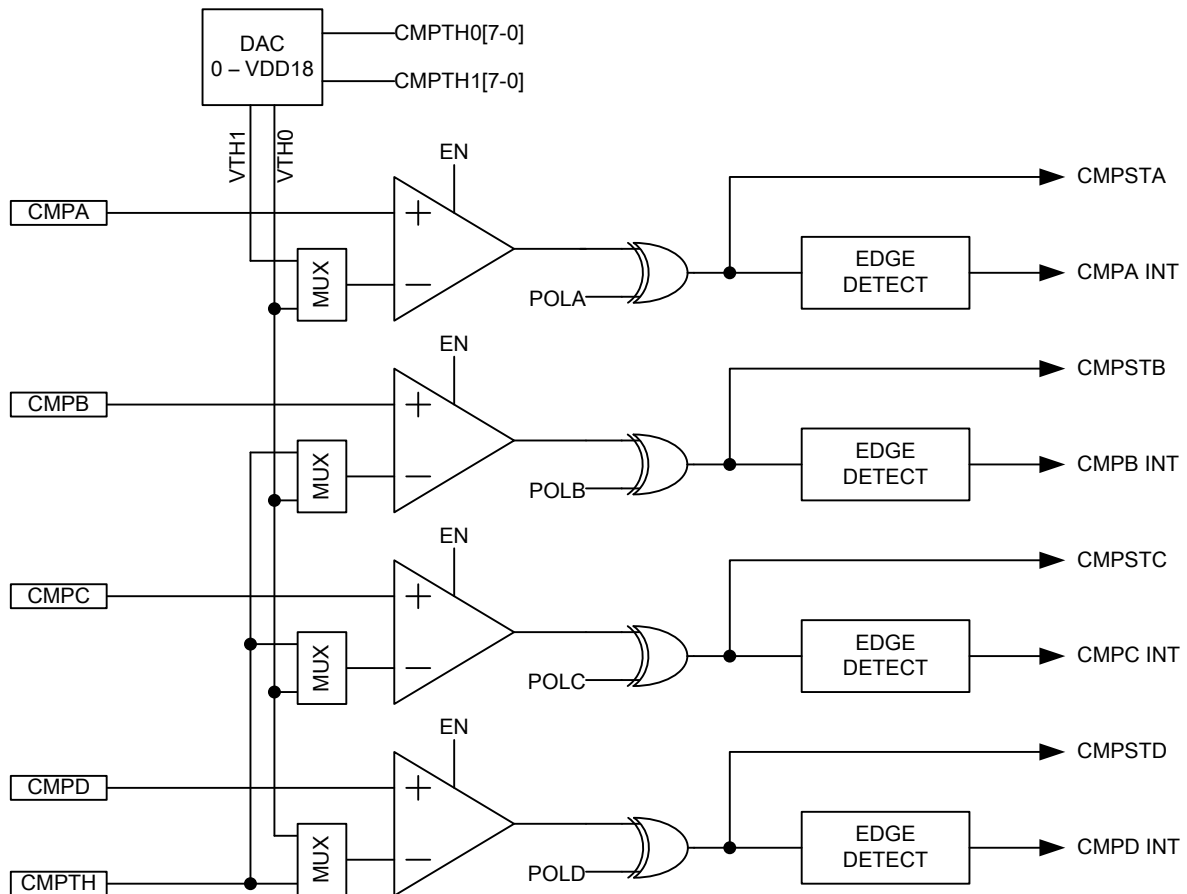 DAC
0 – VDD18
CMPTH0[7-0]
CMPTH1[7-0]
VTH1
VTH0
EN
CMPSTA
CMPA
+
MUX
–
POLA
EDGE
DETECT
CMPA INT
EN
CMPSTB
CMPB
+
MUX
–
POLB
EDGE
DETECT
CMPB INT
EN
CMPSTC
CMPC
+
MUX
–
POLC
EDGE
DETECT
CMPC INT
EN
CMPSTD
CMPD
+
MUX
–
POLD
EDGE
DETECT
CMPD INT
CMPTH